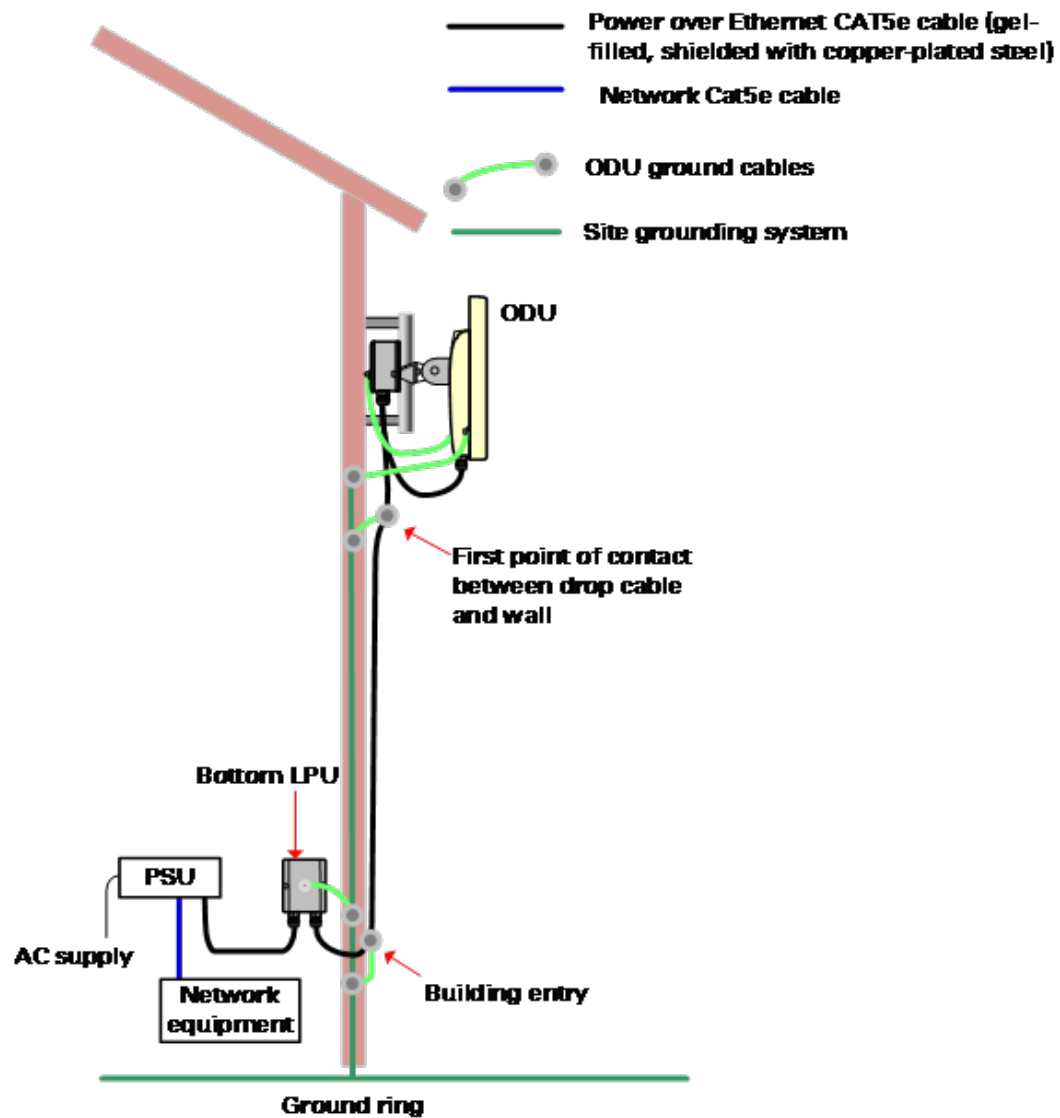 Power over Ethernet CAT5e cable (gel-
filled, shielded with copper-plated steel)
Network Cat5e cable
ODU ground cables
Site grounding system
ODU
First point of contact
between drop cable
and wall
Bottom LPU
PSU
AC supply
Network
equipment
Building entry
Ground ring